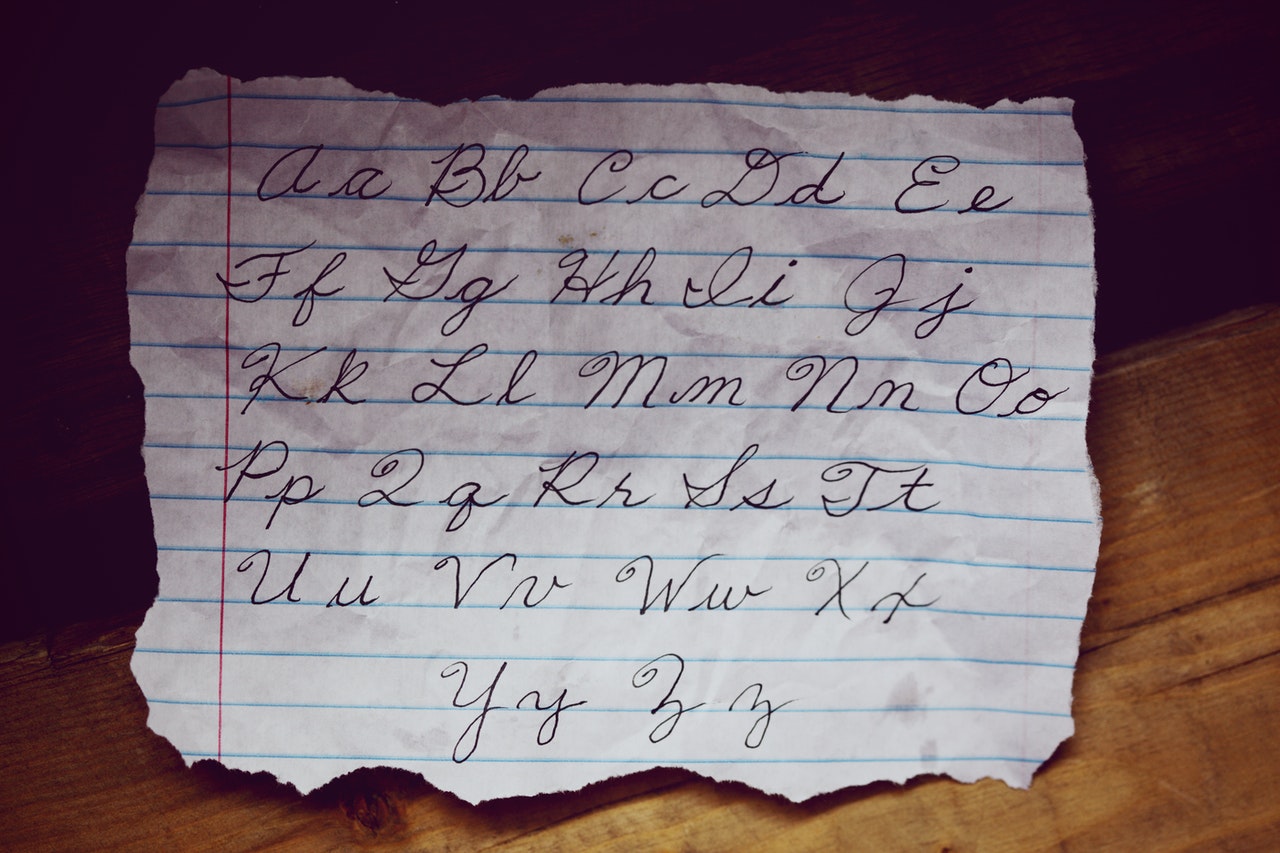 Aa Bb Cc Dd Ee
Ff Gg Hh Ii Jj
Kk Ll Mm Nn Oo
Pp Qq Rr Ss Tt
Uu Vv Ww Xx
Yy Zz